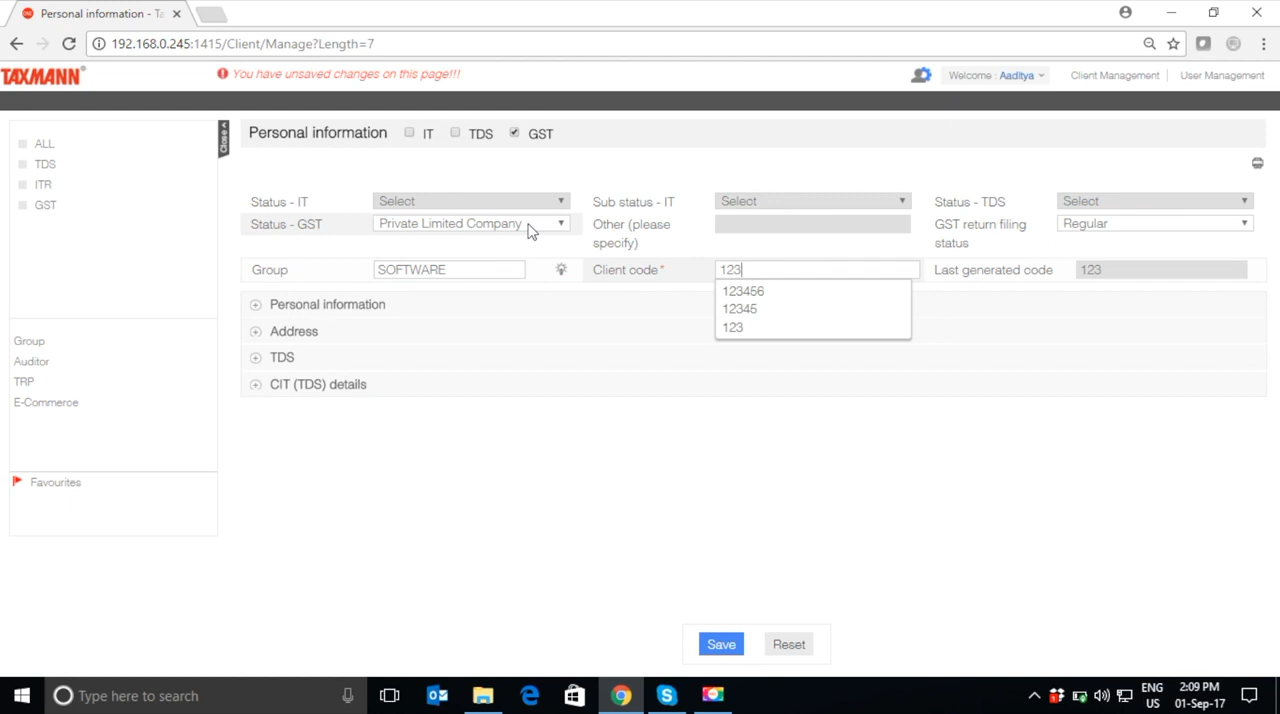 Personal information - Ta
192.168.0.245:1415/Client/Manage?Length=7
TAXMANN®
You have unsaved changes on this page!!!
Welcome : Aaditya
Client Management
User Management
Close
ALL
TDS
ITR
GST
Group
Auditor
TRP
E-Commerce
Favourites
Personal information IT TDS GST
Status - IT Select Sub status - IT Select Status - TDS Select
Status - GST Private Limited Company Other (please specify) GST return filing status Regular
Group SOFTWARE Client code* 123 Last generated code 123
123456
12345
123
Personal information
Address
TDS
CIT (TDS) details
Save Reset
Type here to search
ENG
US
2:09 PM
01-Sep-17